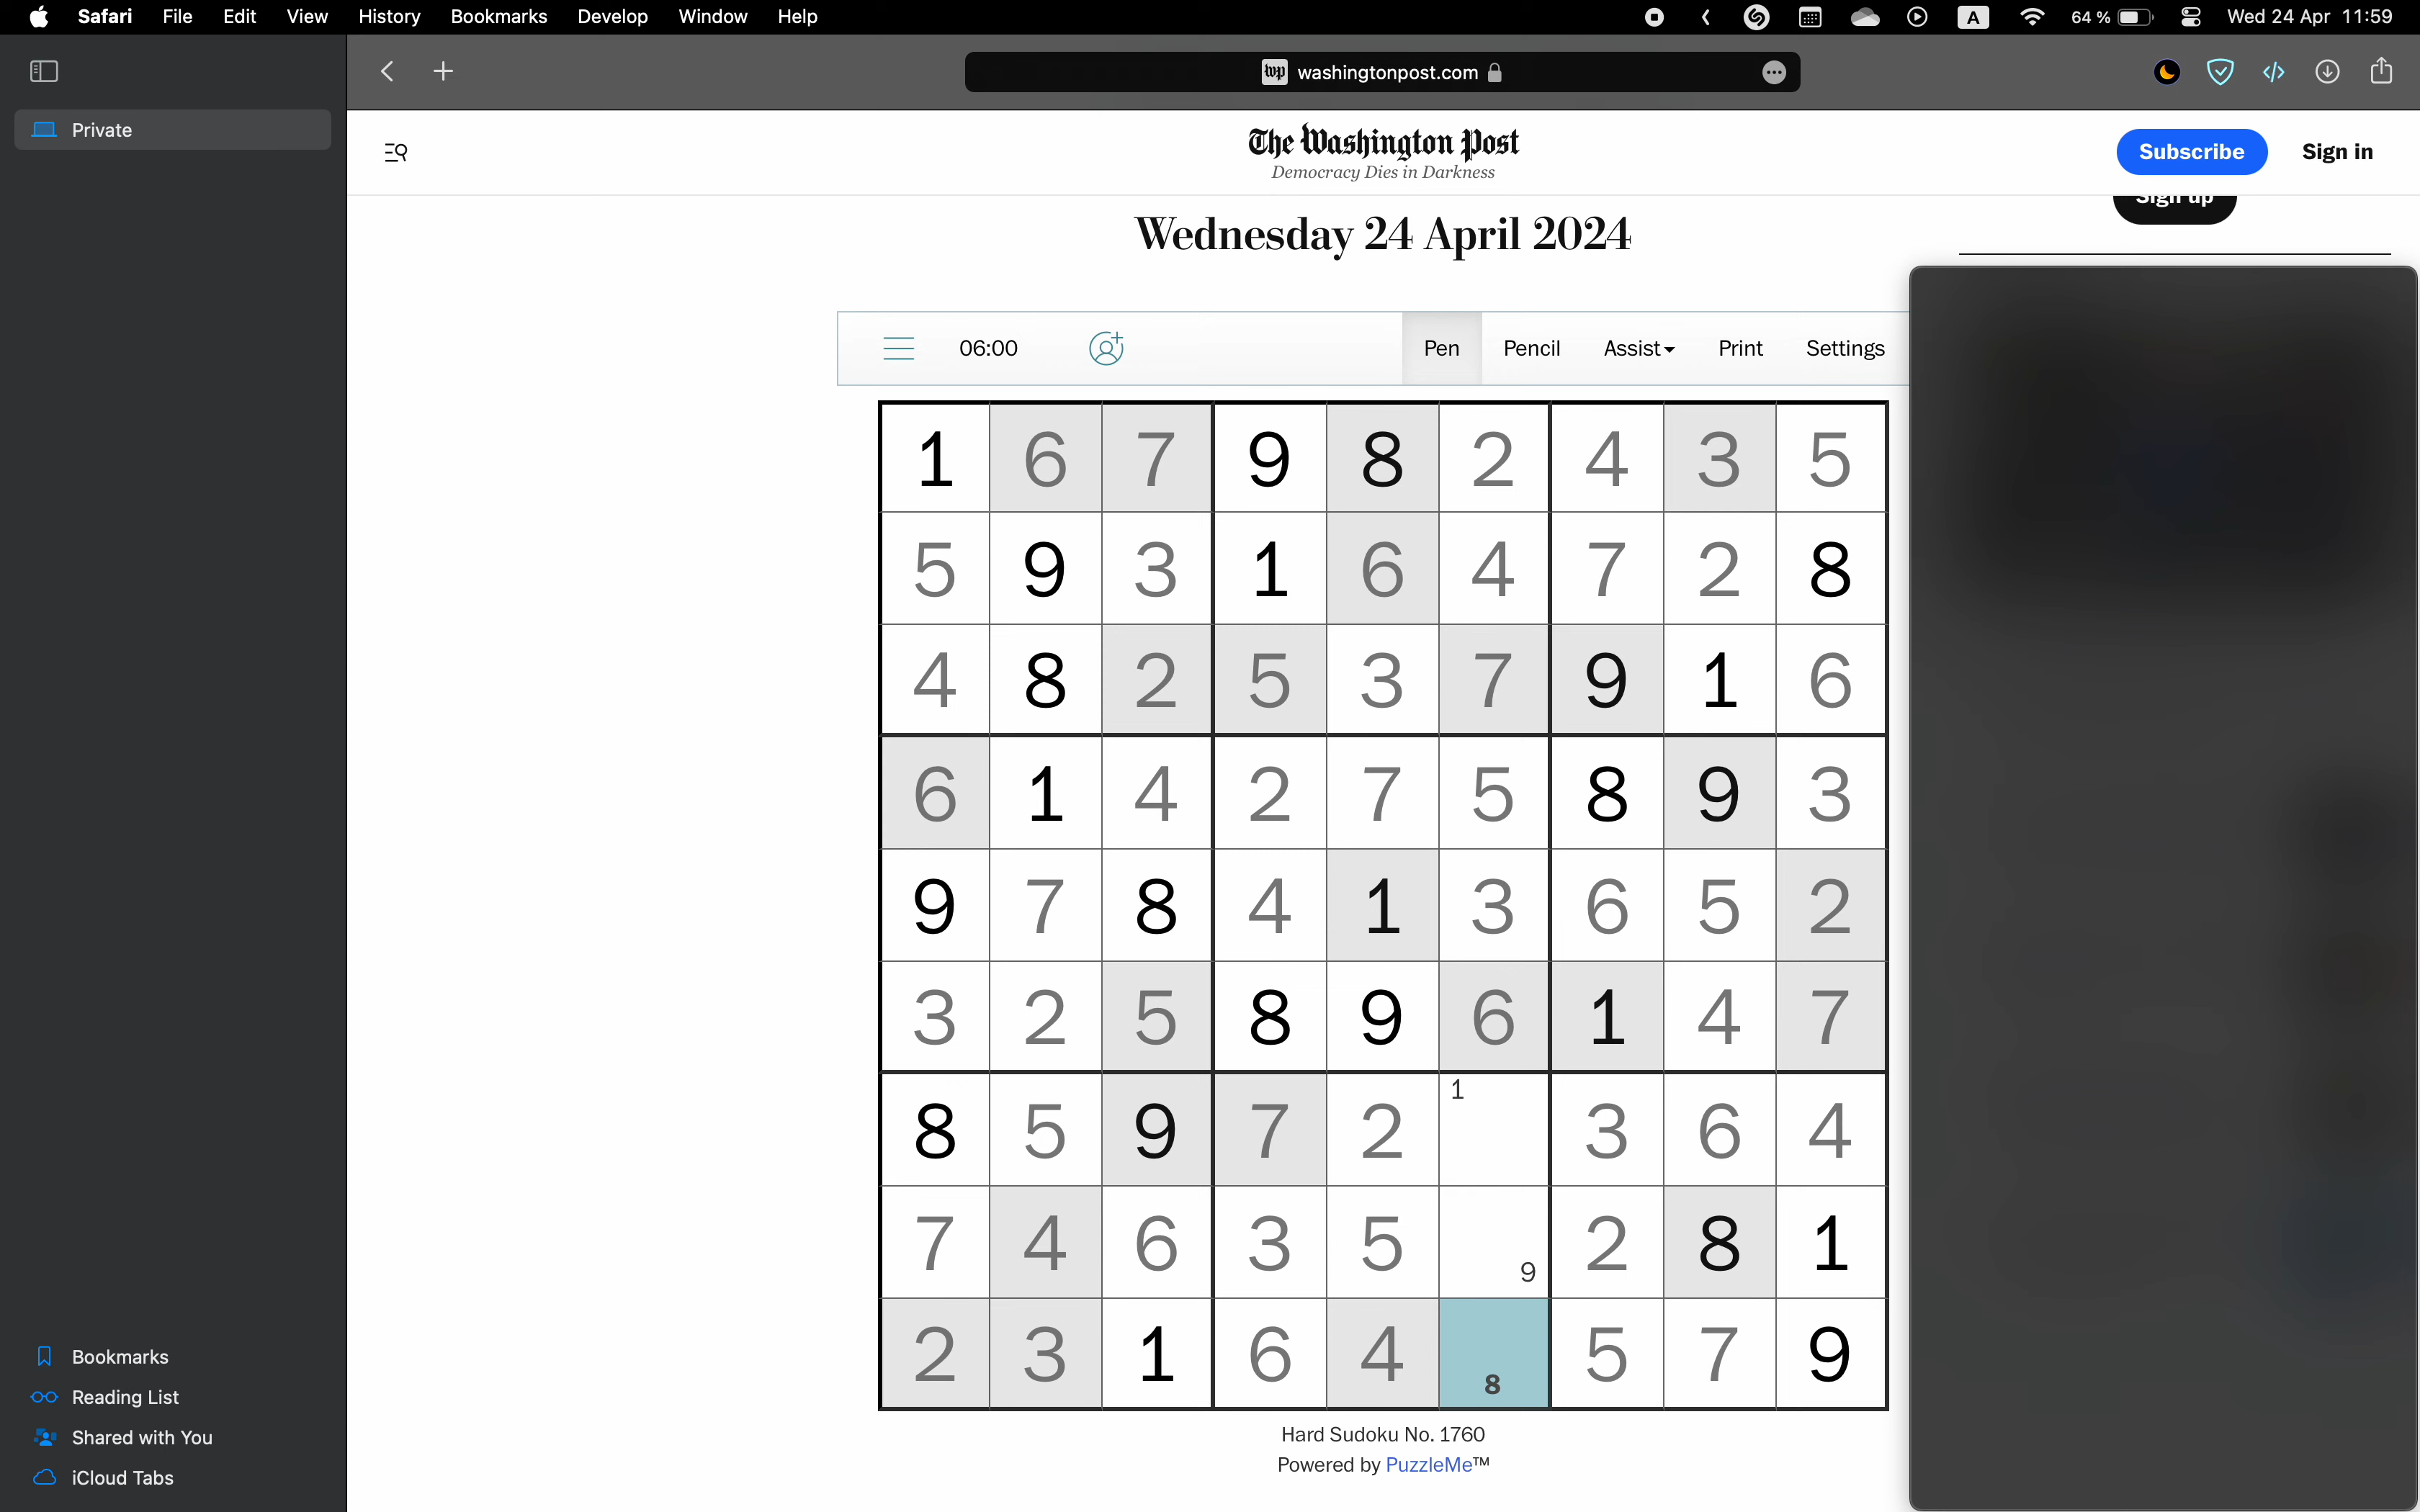 Safari File Edit View History Bookmarks Develop Window Help A 64 % Wed 24 Apr 11:59
wp washingtonpost.com
Private
The Washington Post
Democracy Dies in Darkness
Subscribe Sign in
Sign up
Wednesday 24 April 2024
06:00 Pen Pencil Assist Print Settings
1 6 7 9 8 2 4 3 5
5 9 3 1 6 4 7 2 8
4 8 2 5 3 7 9 1 6
6 1 4 2 7 5 8 9 3
9 7 8 4 1 3 6 5 2
3 2 5 8 9 6 1 4 7
8 5 9 7 2 1 3 6 4
7 4 6 3 5 9 2 8 1
2 3 1 6 4 8 5 7 9
Hard Sudoku No. 1760
Powered by PuzzleMe™
Bookmarks
Reading List
Shared with You
iCloud Tabs